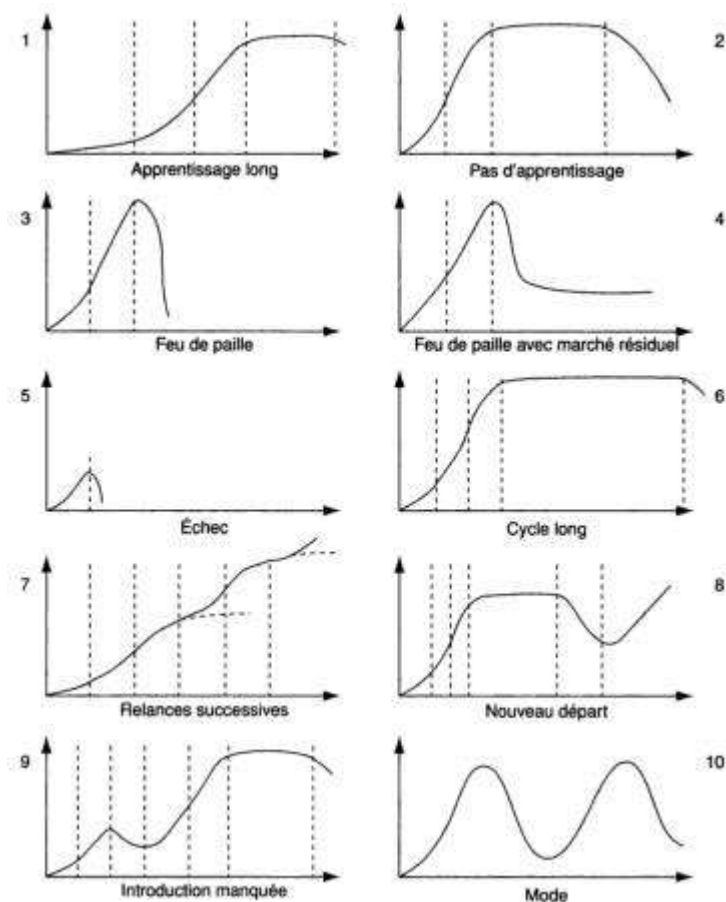 1
Apprentissage long
2
Pas d'apprentissage
3
Feu de paille
4
Feu de paille avec marché résiduel
5
Échec
6
Cycle long
7
Relances successives
8
Nouveau départ
9
Introduction manquée
10
Mode